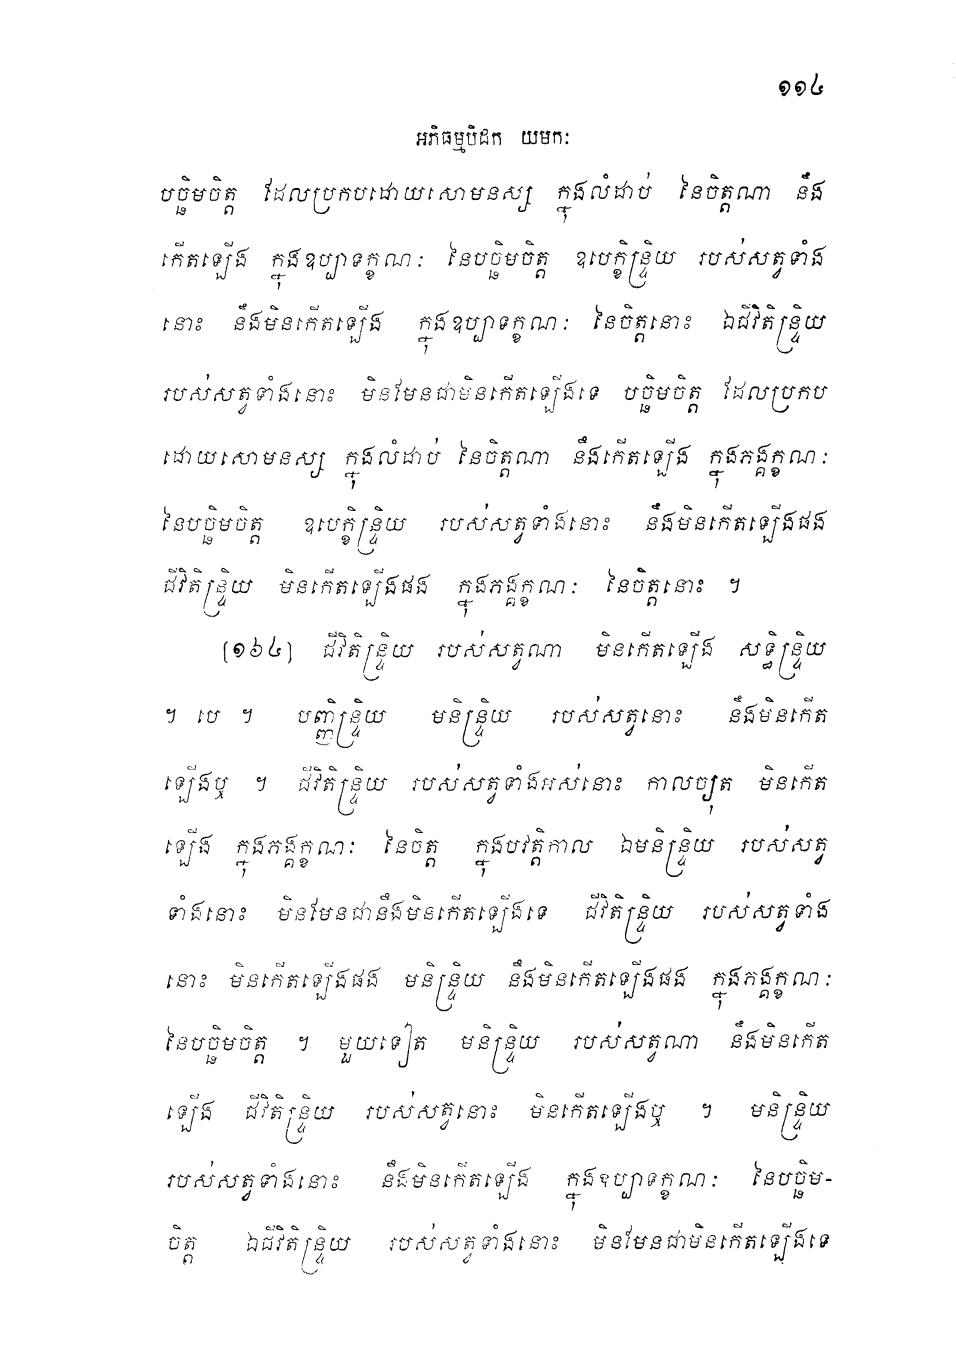 ១១៤
អភិធម្មបិដក យមកៈ
បច្ឆិមចិត្ត ដែលប្រកបដោយសោមនស្ស ក្នុងលំដាប់ នៃចិត្តណា នឹង
កើតឡើង ក្នុងឧប្បាទក្ខណៈ នៃបច្ឆិមចិត្ត ឧបេក្ខិន្ទ្រិយ របស់សត្វទាំង
នោះ នឹងមិនកើតឡើង ក្នុងឧប្បាទក្ខណៈ នៃចិត្តនោះ ឯជីវិតិន្ទ្រិយ
របស់សត្វទាំងនោះ មិនមែនជាមិនកើតឡើងទេ បច្ឆិមចិត្ត ដែលប្រកប
ដោយសោមនស្ស ក្នុងលំដាប់ នៃចិត្តណា នឹងកើតឡើង ក្នុងភង្គក្ខណៈ
នៃបច្ឆិមចិត្ត ឧបេក្ខិន្ទ្រិយ របស់សត្វទាំងនោះ នឹងមិនកើតឡើងផង
ជីវិតិន្ទ្រិយ មិនកើតឡើងផង ក្នុងភង្គក្ខណៈ នៃចិត្តនោះ ។
(១៦៤) ជីវិតិន្ទ្រិយ របស់សត្វណា មិនកើតឡើង សទ្ធិន្ទ្រិយ
។ បេ ។ បញ្ញិន្ទ្រិយ មនិន្ទ្រិយ របស់សត្វនោះ នឹងមិនកើត
ឡើងឬ ។ ជីវិតិន្ទ្រិយ របស់សត្វទាំងអស់នោះ កាលច្យុត មិនកើត
ឡើង ក្នុងភង្គក្ខណៈ នៃចិត្ត ក្នុងបវត្តិកាល ឯមនិន្ទ្រិយ របស់សត្វ
ទាំងនោះ មិនមែនជានឹងមិនកើតឡើងទេ ជីវិតិន្ទ្រិយ របស់សត្វទាំង
នោះ មិនកើតឡើងផង មនិន្ទ្រិយ នឹងមិនកើតឡើងផង ក្នុងភង្គក្ខណៈ
នៃបច្ឆិមចិត្ត ។ មួយទៀត មនិន្ទ្រិយ របស់សត្វណា នឹងមិនកើត
ឡើង ជីវិតិន្ទ្រិយ របស់សត្វនោះ មិនកើតឡើងឬ ។ មនិន្ទ្រិយ
របស់សត្វទាំងនោះ នឹងមិនកើតឡើង ក្នុងឧប្បាទក្ខណៈ នៃបច្ឆិម-
ចិត្ត ឯជីវិតិន្ទ្រិយ របស់សត្វទាំងនោះ មិនមែនជាមិនកើតឡើងទេ